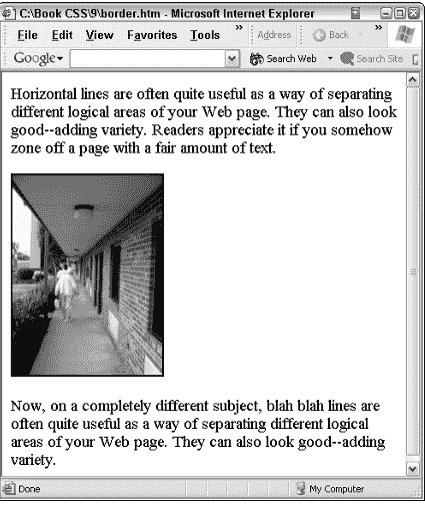 C:\Book CSS\9\border.htm - Microsoft Internet Explorer
File Edit View Favorites Tools » Address Back »
Google Search Web Search Site
Horizontal lines are often quite useful as a way of separating
different logical areas of your Web page. They can also look
good--adding variety. Readers appreciate it if you somehow
zone off a page with a fair amount of text.
Now, on a completely different subject, blah blah lines are
often quite useful as a way of separating different logical
areas of your Web page. They can also look good--adding
variety.
Done My Computer